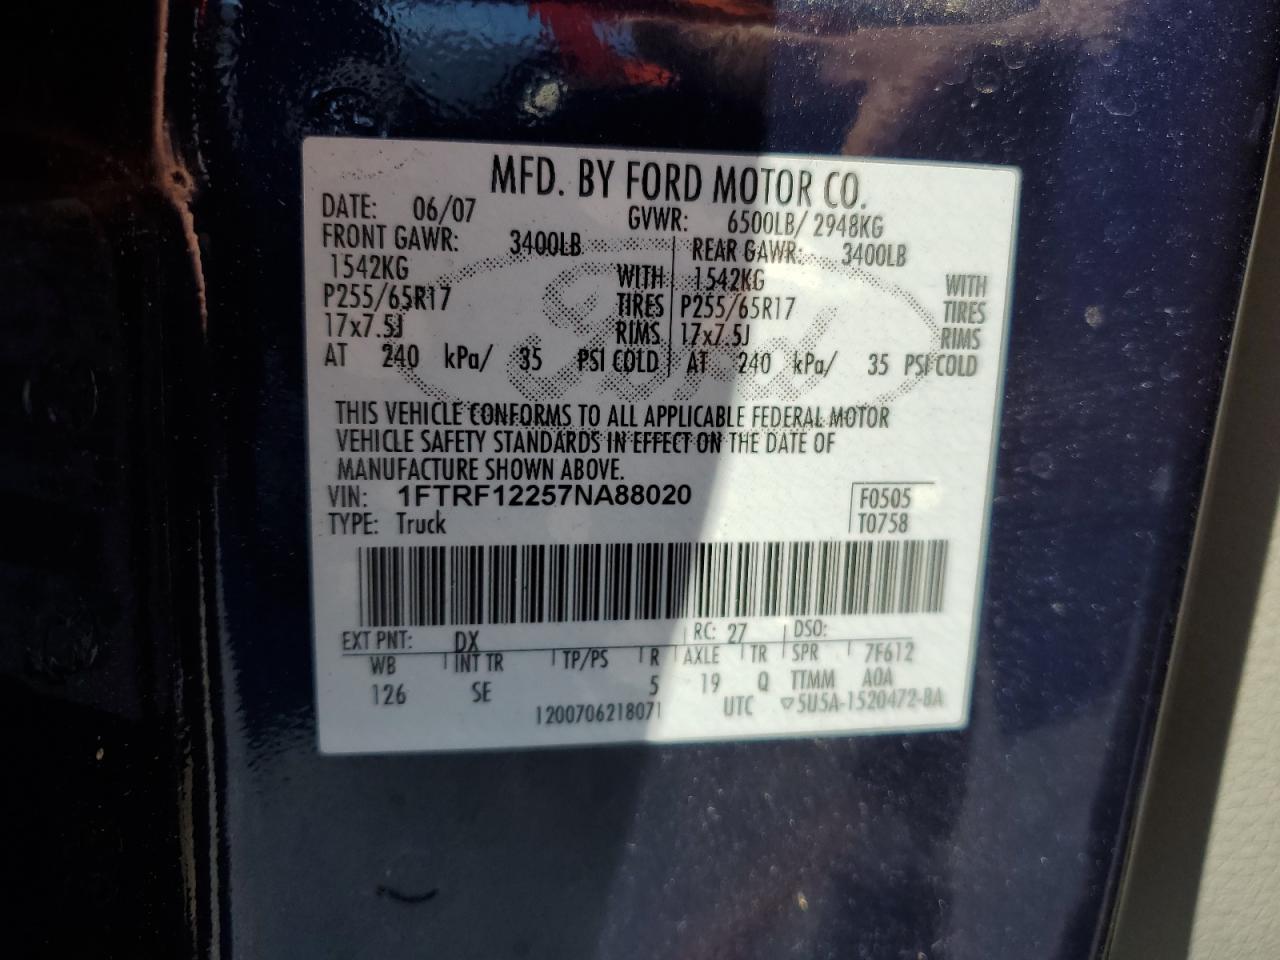 MFD. BY FORD MOTOR CO.
DATE: 06/07 GVWR: 6500LB/ 2948KG
FRONT GAWR: 3400LB REAR GAWR: 3400LB
1542KG WITH 1542KG WITH
P255/65R17 TIRES P255/65R17 TIRES
17x7.5J RIMS 17x7.5J RIMS
AT 240 kPa/ 35 PSI COLD AT 240 kPa/ 35 PSI COLD
Ford
THIS VEHICLE CONFORMS TO ALL APPLICABLE FEDERAL MOTOR
VEHICLE SAFETY STANDARDS IN EFFECT ON THE DATE OF
MANUFACTURE SHOWN ABOVE.
VIN: 1FTRF12257NA88020 F0505
TYPE: Truck T0758
EXT PNT: DX RC: 27 DSO:
WB INT TR TP/PS R AXLE TR SPR 7F612
126 SE 5 19 Q TTMM AOA
1200706218071 UTC ▽5U5A-1520472-BA